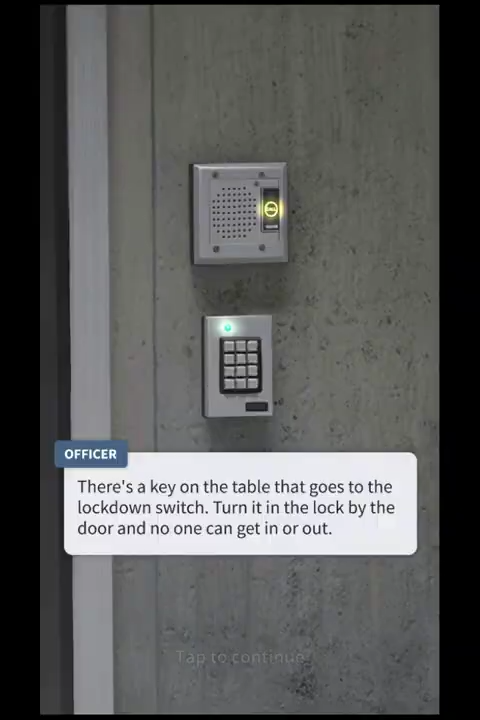 OFFICER
There's a key on the table that goes to the
lockdown switch. Turn it in the lock by the
door and no one can get in or out.
Tap to continue